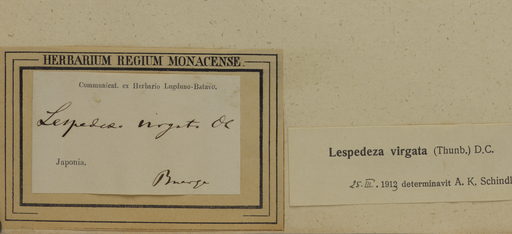 HERBARIUM REGIUM MONACENSE.
Communicat. ex Herbario Lugduno-Batavo.
Lespedeza virgata DC
Japonia.
Buerge
Lespedeza virgata (Thunb.) D.C.
25. III. 1913 determinavit A. K. Schindl